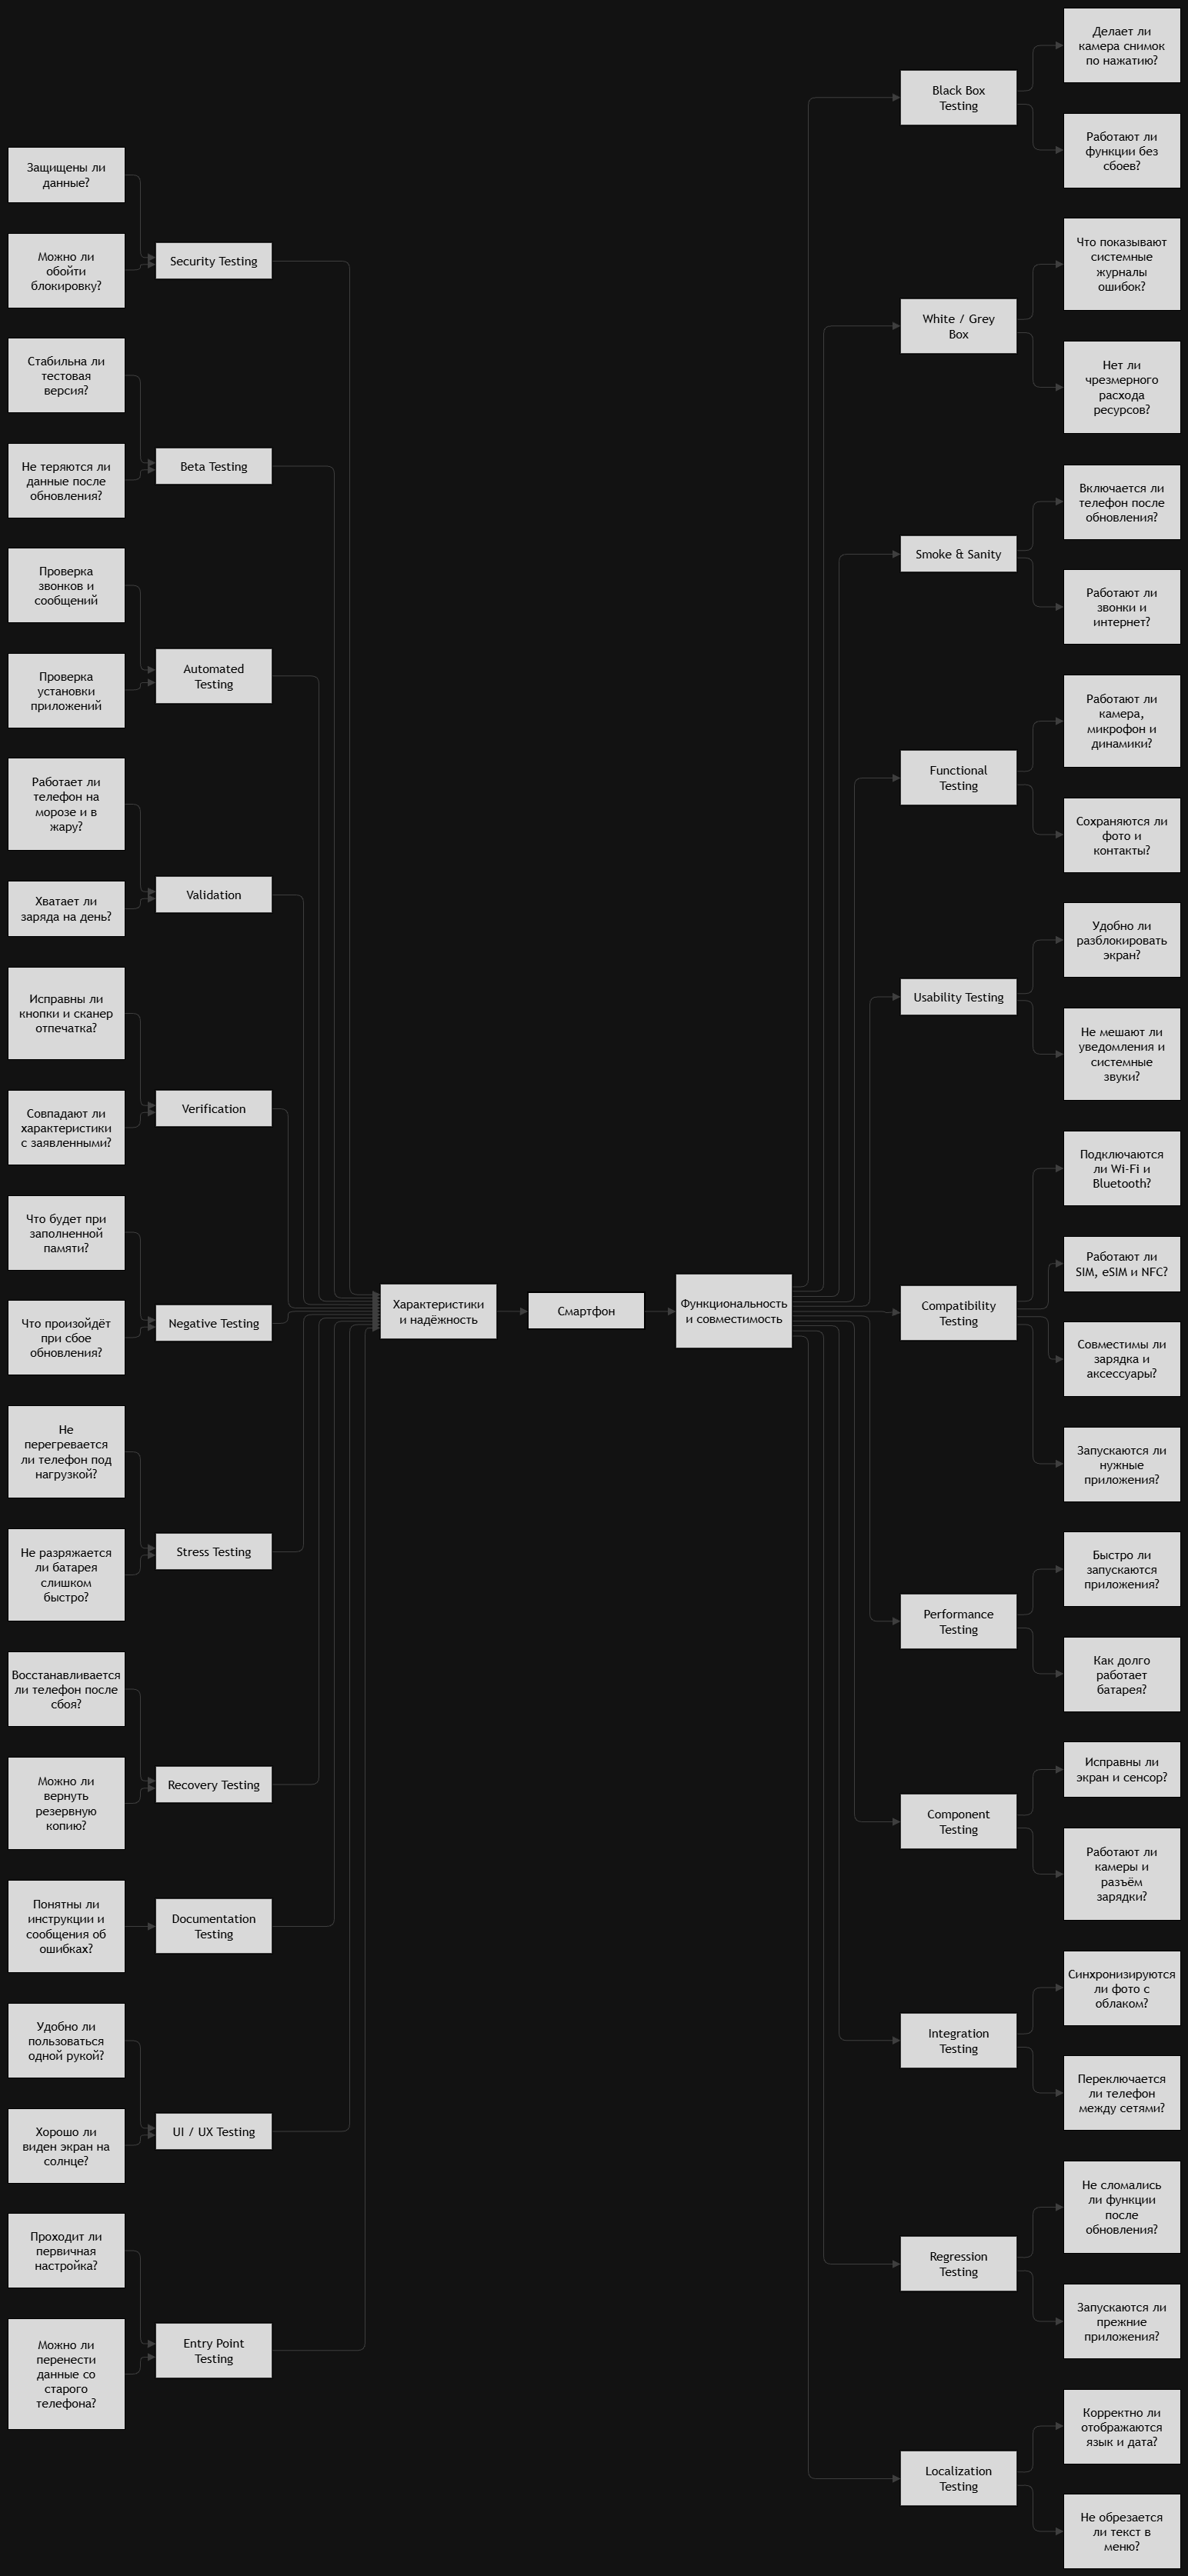 Защищены ли
данные?
Можно ли
обойти
блокировку?
Security Testing
Стабильна ли
тестовая
версия?
Не теряются ли
данные после
обновления?
Beta Testing
Проверка
звонков и
сообщений
Проверка
установки
приложений
Automated
Testing
Работает ли
телефон на
морозе и в
жару?
Хватает ли
заряда на день?
Validation
Исправны ли
кнопки и сканер
отпечатка?
Совпадают ли
характеристики
с заявленными?
Verification
Что будет при
заполненной
памяти?
Что произойдёт
при сбое
обновления?
Negative Testing
Не
перегревается
ли телефон под
нагрузкой?
Не разряжается
ли батарея
слишком
быстро?
Stress Testing
Восстанавливается
ли телефон после
сбоя?
Можно ли
вернуть
резервную
копию?
Recovery Testing
Понятны ли
инструкции и
сообщения об
ошибках?
Documentation
Testing
Удобно ли
пользоваться
одной рукой?
Хорошо ли
виден экран на
солнце?
UI / UX Testing
Проходит ли
первичная
настройка?
Можно ли
перенести
данные со
старого
телефона?
Entry Point
Testing
Характеристики
и надёжность
Смартфон
Функциональность
и совместимость
Black Box
Testing
Делает ли
камера снимок
по нажатию?
Работают ли
функции без
сбоев?
White / Grey
Box
Что показывают
системные
журналы
ошибок?
Нет ли
чрезмерного
расхода
ресурсов?
Smoke & Sanity
Включается ли
телефон после
обновления?
Работают ли
звонки и
интернет?
Functional
Testing
Работают ли
камера,
микрофон и
динамики?
Сохраняются ли
фото и
контакты?
Usability Testing
Удобно ли
разблокировать
экран?
Не мешают ли
уведомления и
системные
звуки?
Compatibility
Testing
Подключаются
ли Wi-Fi и
Bluetooth?
Работают ли
SIM, eSIM и NFC?
Совместимы ли
зарядка и
аксессуары?
Запускаются ли
нужные
приложения?
Performance
Testing
Быстро ли
запускаются
приложения?
Как долго
работает
батарея?
Component
Testing
Исправны ли
экран и сенсор?
Работают ли
камеры и
разъём
зарядки?
Integration
Testing
Синхронизируются
ли фото с
облаком?
Переключается
ли телефон
между сетями?
Regression
Testing
Не сломались
ли функции
после
обновления?
Запускаются ли
прежние
приложения?
Localization
Testing
Корректно ли
отображаются
язык и дата?
Не обрезается
ли текст в
меню?